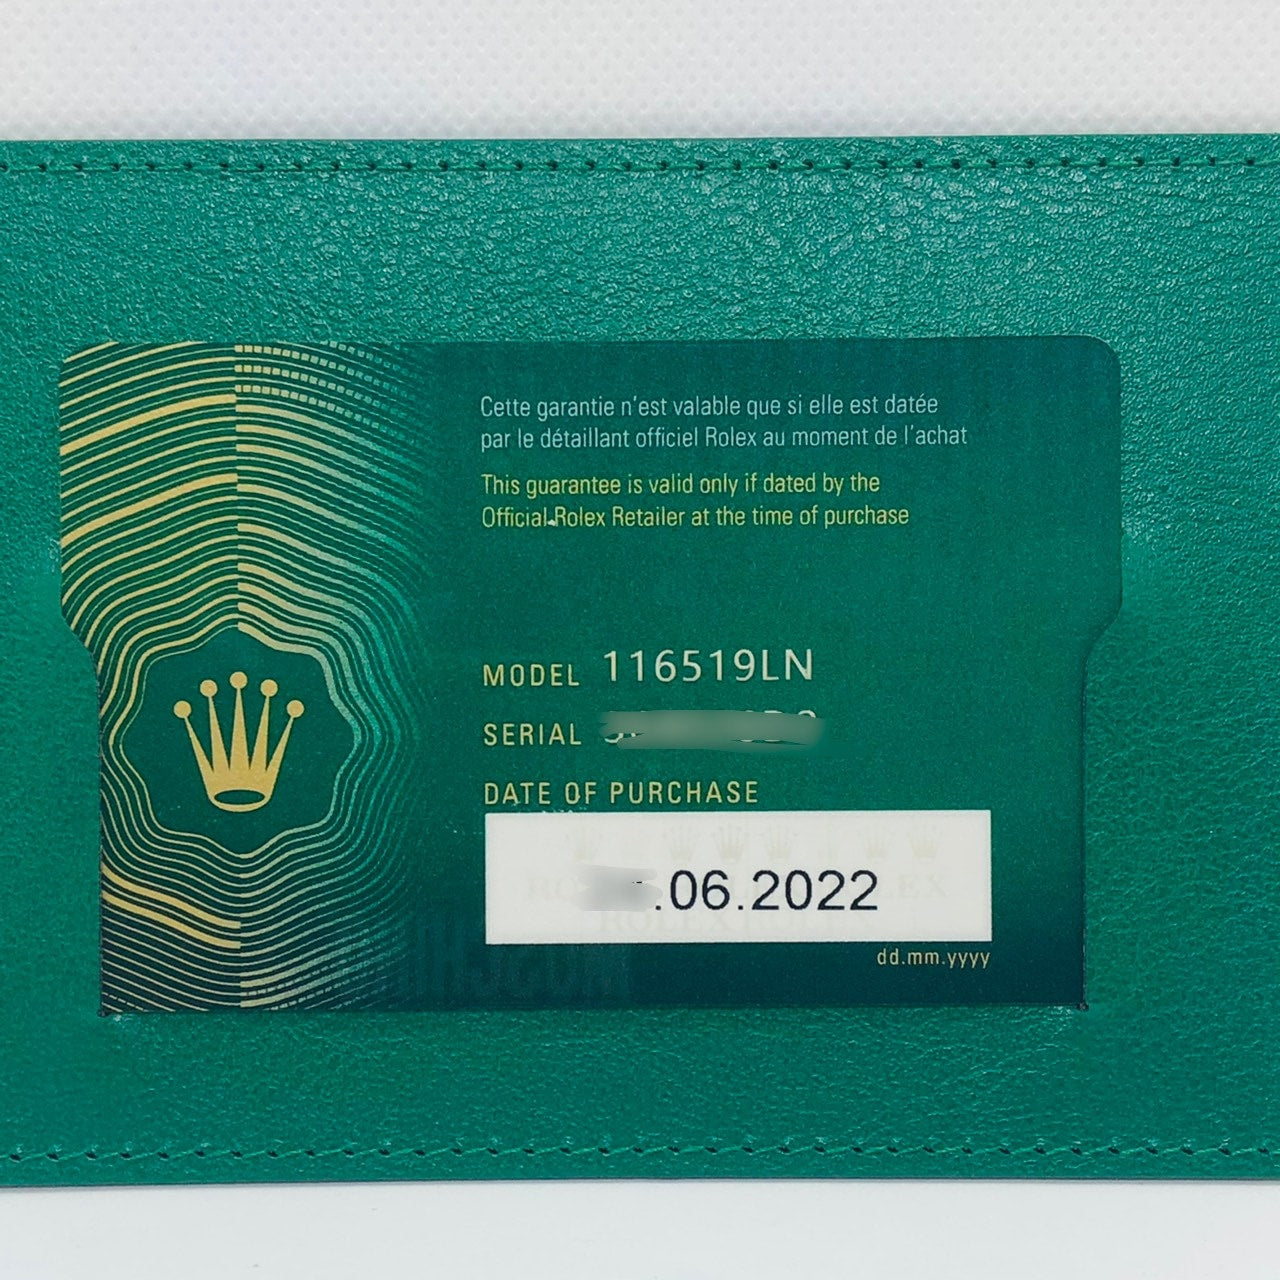 Cette garantie n'est valable que si elle est datée
par le détaillant officiel Rolex au moment de l'achat
This guarantee is valid only if dated by the
Official Rolex Retailer at the time of purchase
MODEL 116519LN
SERIAL
DATE OF PURCHASE
.06.2022
dd.mm.yyyy